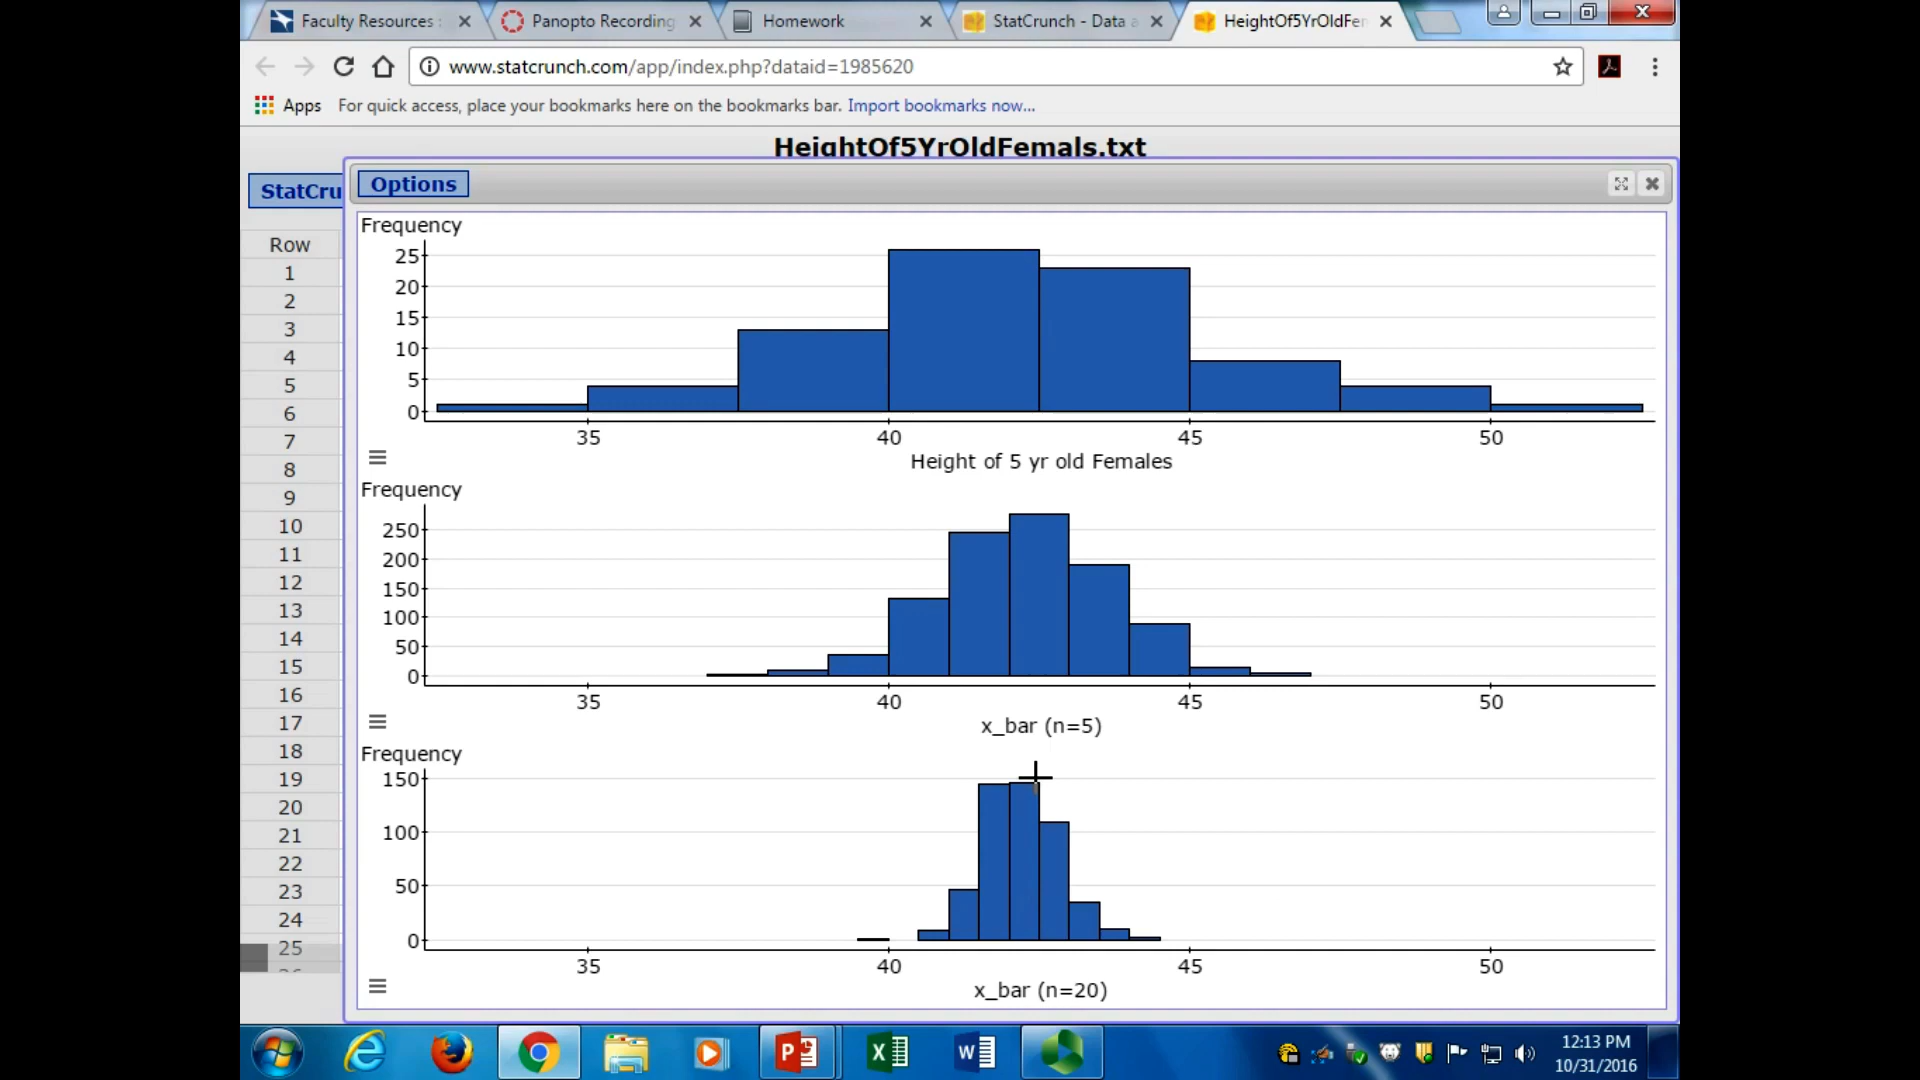 Faculty Resources
Panopto Recording
Homework
StatCrunch - Data a
HeightOf5YrOldFem
www.statcrunch.com/app/index.php?dataid=1985620
Apps
For quick access, place your bookmarks here on the bookmarks bar. Import bookmarks now...
HeightOf5YrOldFemals.txt
StatCru
Options
Row
1
2
3
4
5
6
7
8
9
10
11
12
13
14
15
16
17
18
19
20
21
22
23
24
25
Frequency
25
20
15
10
5
0
35 40 45 50
Height of 5 yr old Females
Frequency
250
200
150
100
50
0
35 40 45 50
x_bar (n=5)
Frequency
150
100
50
0
35 40 45 50
x_bar (n=20)
12:13 PM
10/31/2016